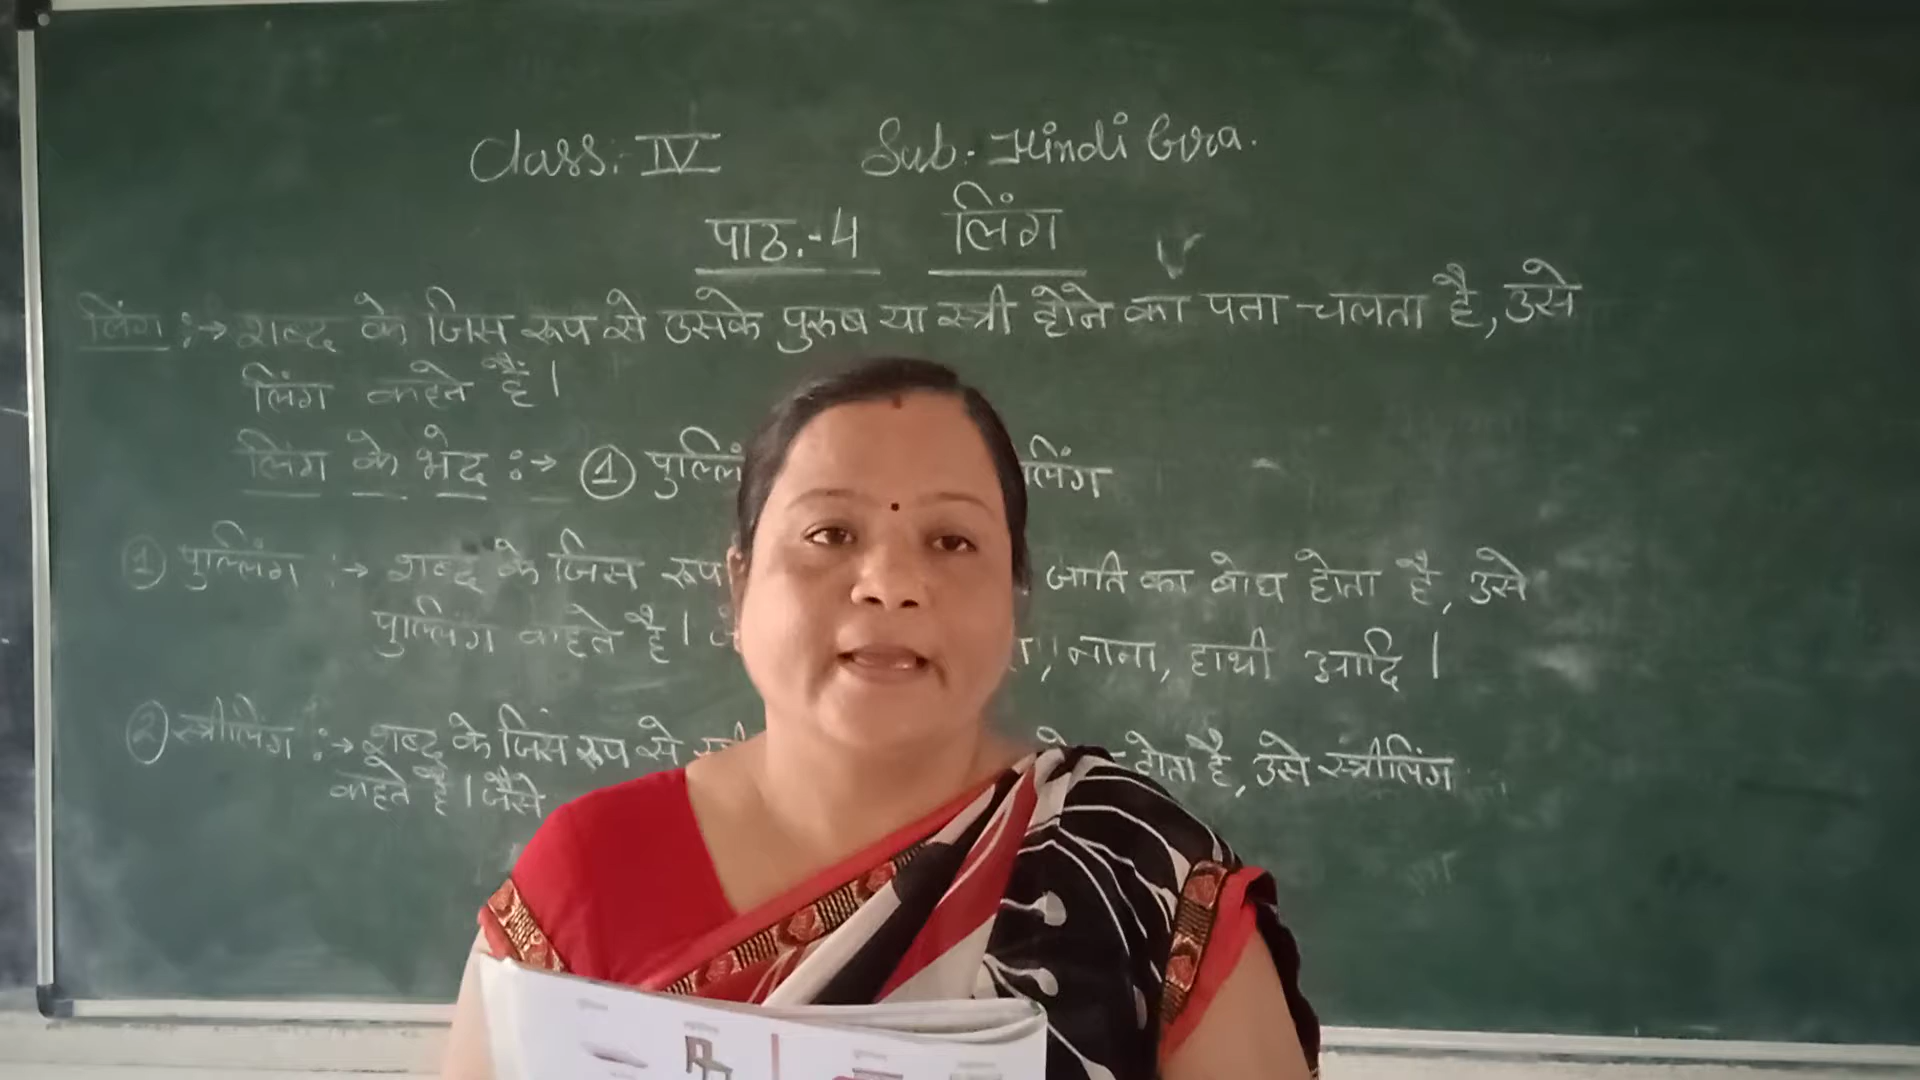 Class:- IV Sub:- Hindi Gra.
पाठ.-4 लिंग
लिंग :→ शब्द के जिस रूप से उसके पुरुष या स्त्री होने का पता चलता है, उसे
लिंग कहते हैं।
लिंग के भेद :→ ① पुल्लिं लिंग
① पुल्लिंग :→ शब्द के जिस रूप जाति का बोध होता है, उसे
पुल्लिंग कहते है। नाना, हाथी आदि।
② स्त्रीलिंग :→ शब्द के जिस रूप से होता है, उसे स्त्रीलिंग
कहते है। जैसे